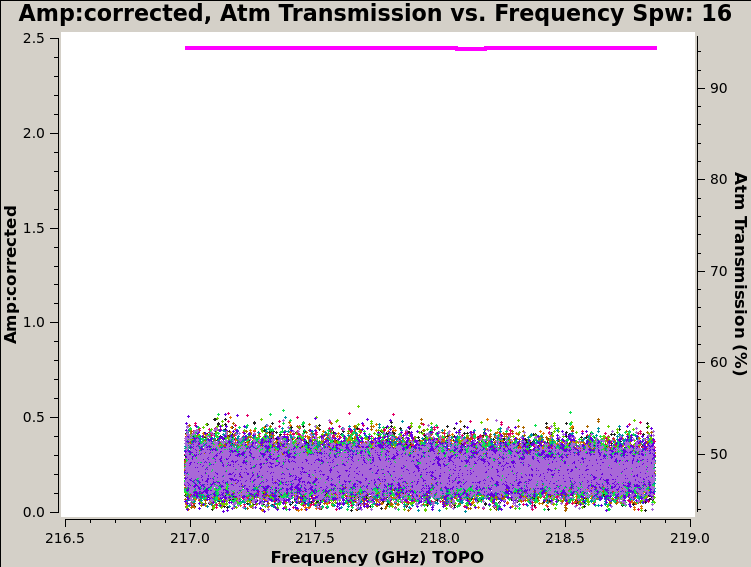 Amp:corrected, Atm Transmission vs. Frequency Spw: 16
2.5
2.0
1.5
1.0
0.5
0.0
Amp:corrected
90
80
70
60
50
Atm Transmission (%)
216.5 217.0 217.5 218.0 218.5 219.0
Frequency (GHz) TOPO